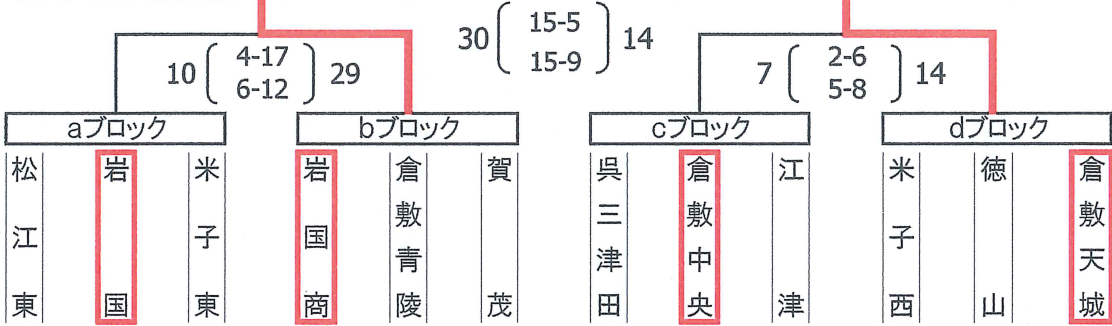 30 ( 15-5 ) 14
15-9
10 ( 4-17 ) 29
6-12
7 ( 2-6 ) 14
5-8
aブロック
bブロック
cブロック
dブロック
松江東
岩国
米子東
岩国商
倉敷青陵
賀茂
呉三津田
倉敷中央
江津
米子西
徳山
倉敷天城